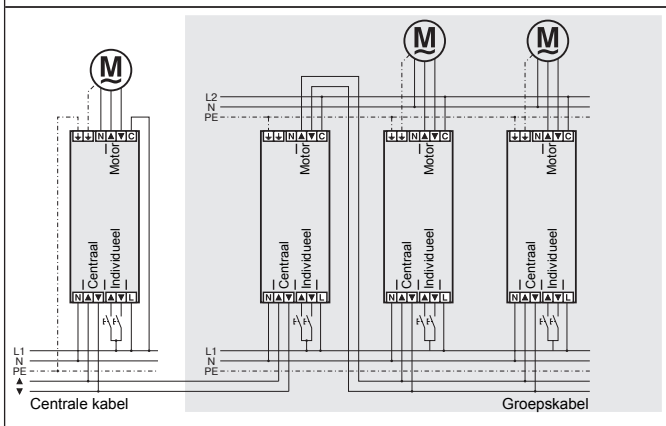 M M
M
L2
N
PE
N ▲ ▼ C
N ▲ ▼ C
N ▲ ▼ C
N ▲ ▼ C
Motor
Motor
Motor
Motor
Centraal
Individueel
Centraal
Individueel
Centraal
Individueel
Centraal
Individueel
N ▲ ▼ ▲ ▼ L
N ▲ ▼ ▲ ▼ L
N ▲ ▼ ▲ ▼ L
N ▲ ▼ ▲ ▼ L
L1
N
PE
▲
▼
L1
N
PE
Centrale kabel
Groepskabel